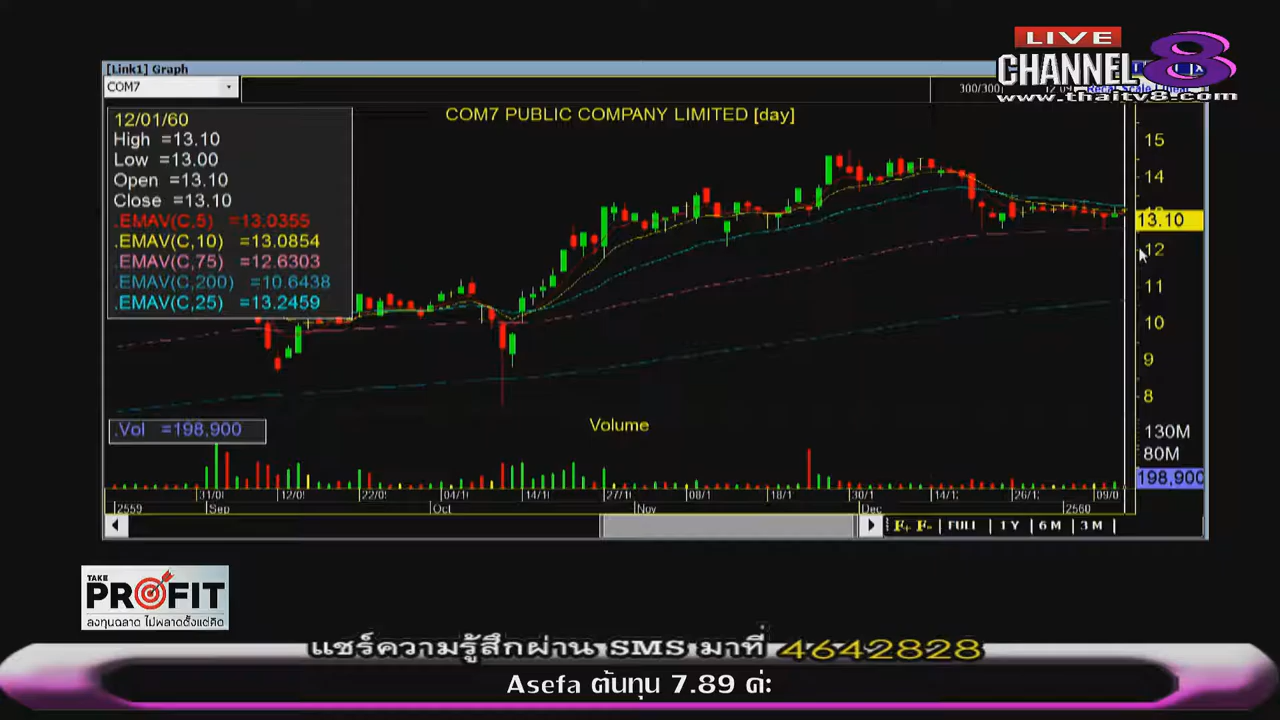 LIVE
CHANNEL 8
www.thaitv8.com
[Link1] Graph
COM7
300/300
COM7 PUBLIC COMPANY LIMITED [day]
12/01/60
High =13.10
Low =13.00
Open =13.10
Close =13.10
.EMAV(C,5) =13.0355
.EMAV(C,10) =13.0854
.EMAV(C,75) =12.6303
.EMAV(C,200) =10.6438
.EMAV(C,25) =13.2459
15
14
13.10
12
11
10
9
8
.Vol =198,900
Volume
130M
80M
198,900
31/0 12/0 22/0 04/1 14/1 27/1 08/1 18/1 30/1 14/1 26/1 09/0
2559 Sep Oct Nov Dec 2560
F+ F- FULL 1 Y 6 M 3 M
TAKE
PROFIT
ลงทุนฉลาด ไม่พลาดตั้งแต่คิด
แชร์ความรู้สึกผ่าน SMS มาที่ 4642828
Asefa ต้นทุน 7.89 ค่ะ